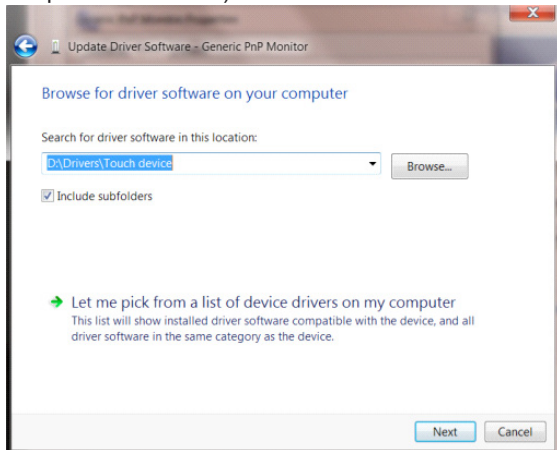 Update Driver Software - Generic PnP Monitor
Browse for driver software on your computer
Search for driver software in this location:
D:\Drivers\Touch device
Browse...
Include subfolders
Let me pick from a list of device drivers on my computer
This list will show installed driver software compatible with the device, and all
driver software in the same category as the device.
Next
Cancel